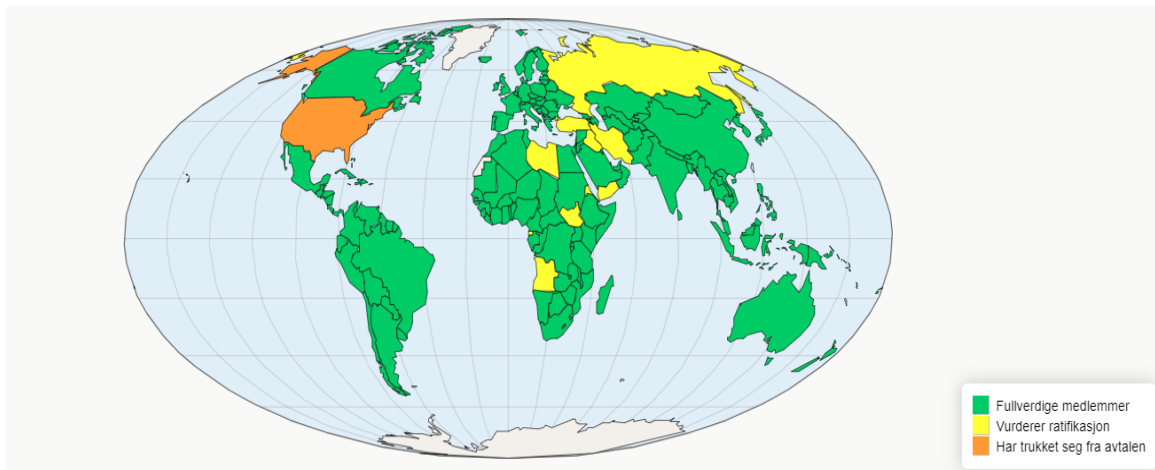 Fullverdige medlemmer
Vurderer ratifikasjon
Har trukket seg fra avtalen